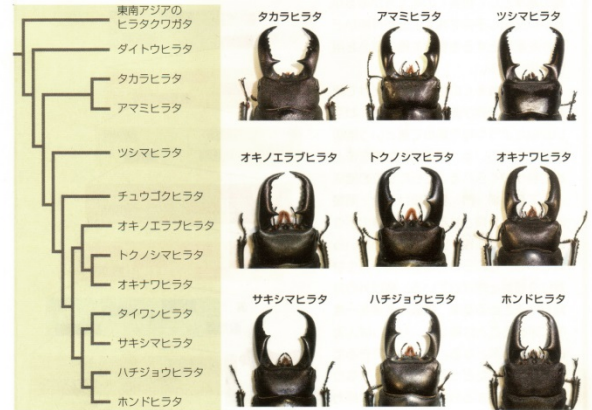 東南アジアの
ヒラタクワガタ
ダイトウヒラタ
タカラヒラタ
アマミヒラタ
ツシマヒラタ
チュウゴクヒラタ
オキノエラブヒラタ
トクノシマヒラタ
オキナワヒラタ
タイワンヒラタ
サキシマヒラタ
ハチジョウヒラタ
ホンドヒラタ
タカラヒラタ
アマミヒラタ
ツシマヒラタ
オキノエラブヒラタ
トクノシマヒラタ
オキナワヒラタ
サキシマヒラタ
ハチジョウヒラタ
ホンドヒラタ